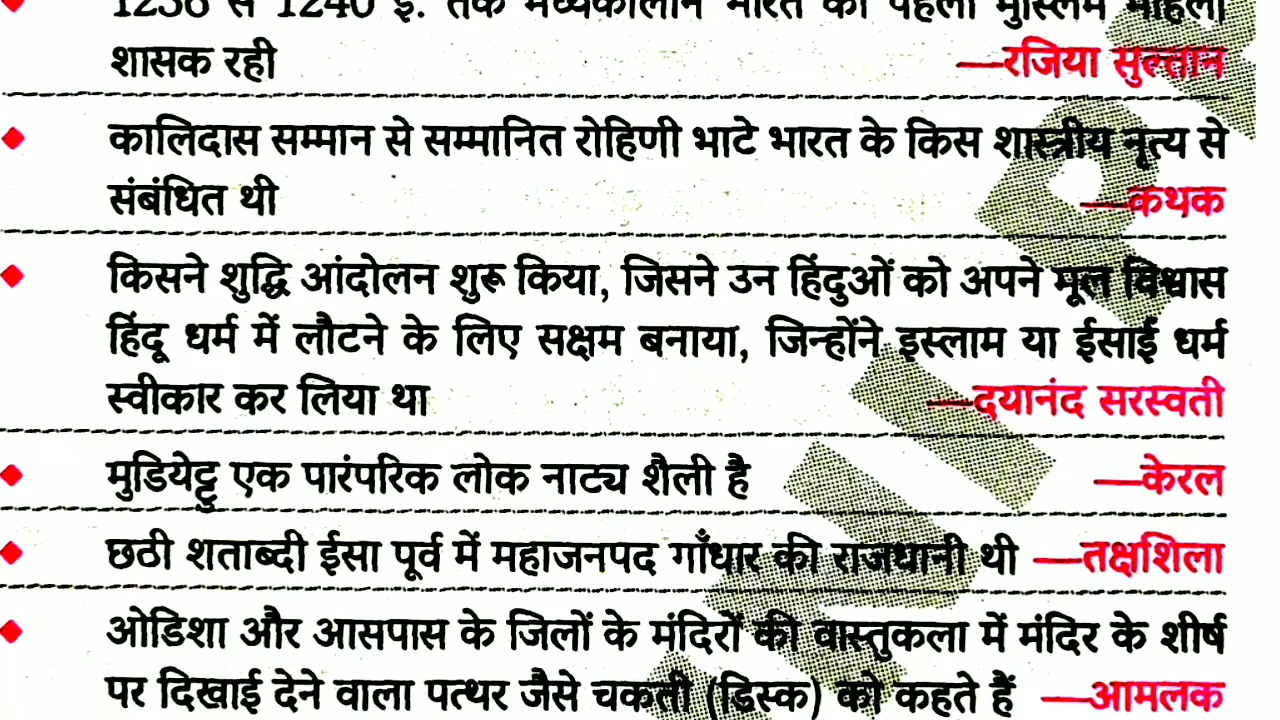 1236 से 1240 ई. तक मध्यकालीन भारत की पहली मुस्लिम महिला
शासक रही —रजिया सुल्तान
कालिदास सम्मान से सम्मानित रोहिणी भाटे भारत के किस शास्त्रीय नृत्य से
संबंधित थी —कथक
किसने शुद्धि आंदोलन शुरू किया, जिसने उन हिंदुओं को अपने मूल विश्वास
हिंदू धर्म में लौटने के लिए सक्षम बनाया, जिन्होंने इस्लाम या ईसाई धर्म
स्वीकार कर लिया था —दयानंद सरस्वती
मुडियेट्टु एक पारंपरिक लोक नाट्य शैली है —केरल
छठी शताब्दी ईसा पूर्व में महाजनपद गाँधार की राजधानी थी —तक्षशिला
ओडिशा और आसपास के जिलों के मंदिरों की वास्तुकला में मंदिर के शीर्ष
पर दिखाई देने वाला पत्थर जैसे चकती (डिस्क) को कहते हैं —आमलक